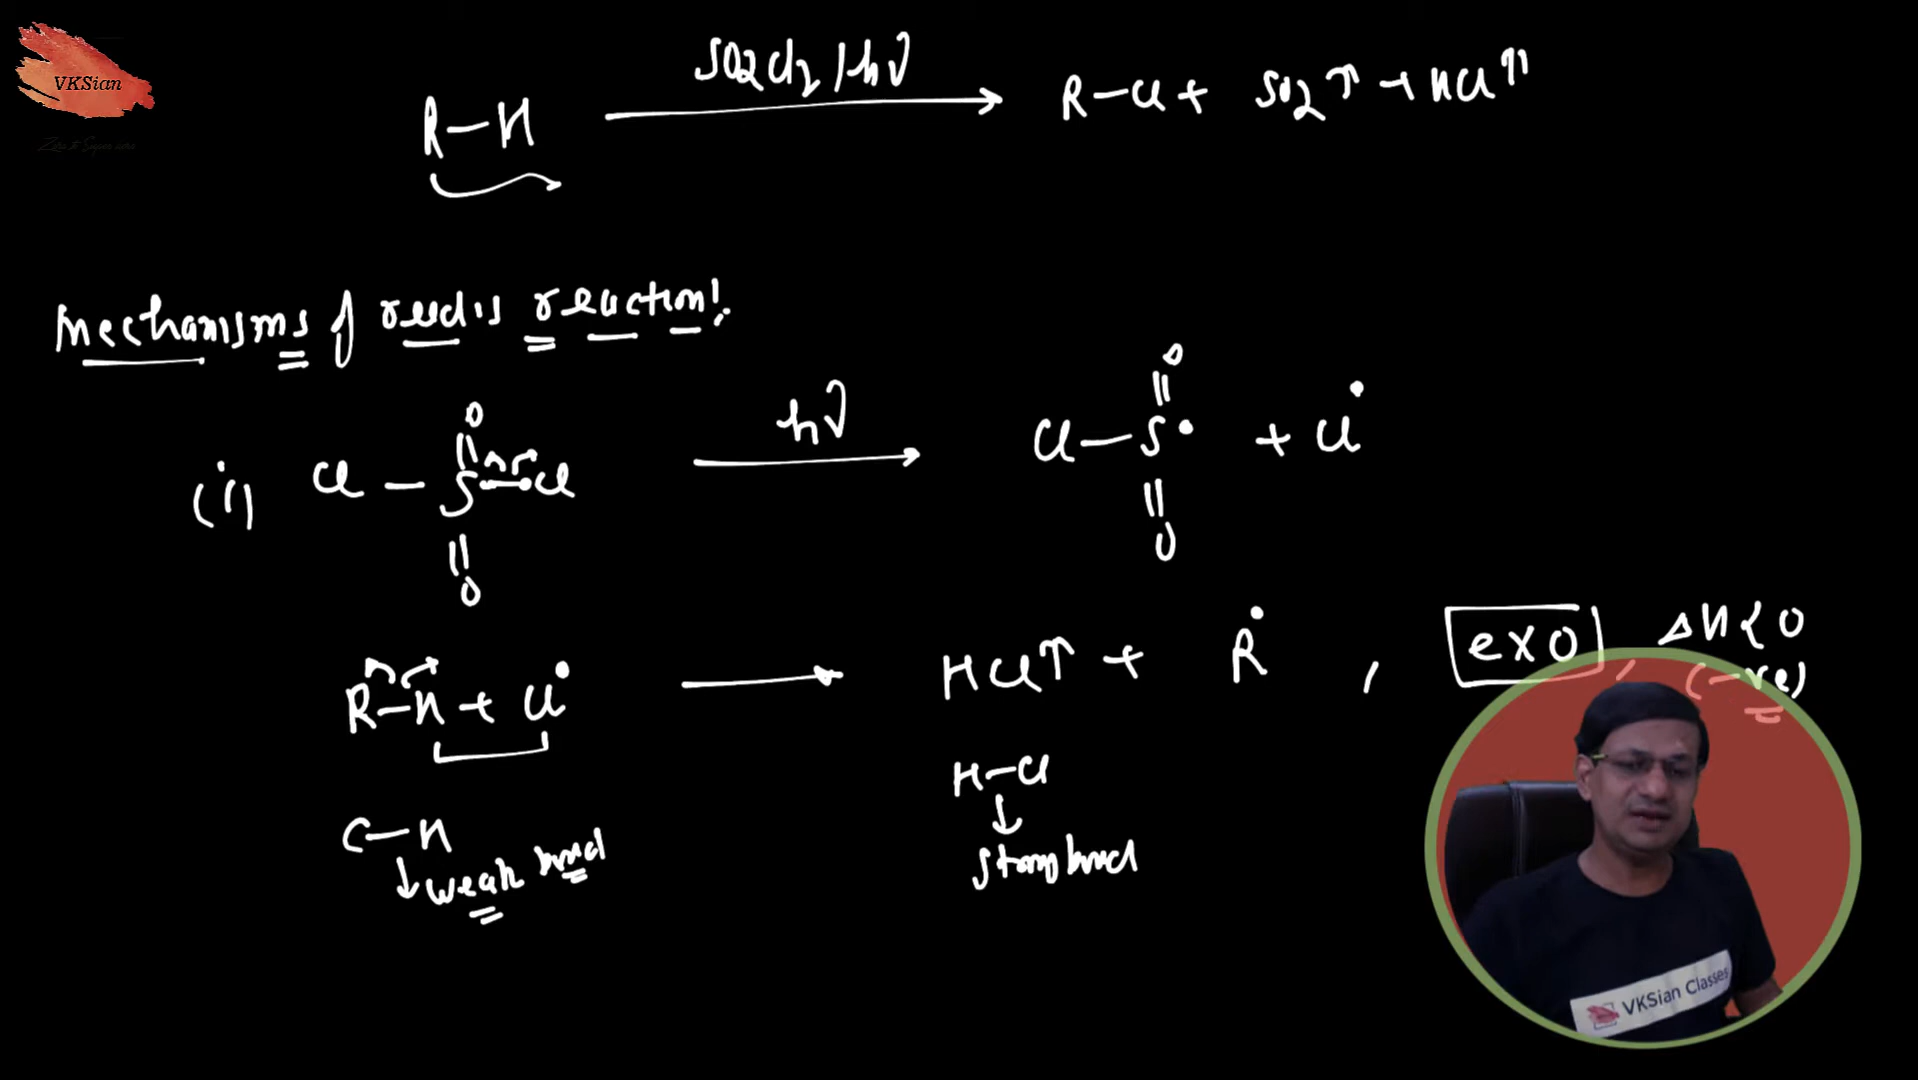 VKSian
SO2Cl2/hν
R-H → R-Cl + SO2↑ + HCl↑
Mechanisms of reed's reaction:
(i) Cl-S-Cl hν → Cl-S• + Cl•
O O
O O
R-H + Cl• → HCl↑ + R•, exo, ΔH<0
(-ve)
H-Cl
↓
C-H strong bond
↓ weak bond
VKSian Classes